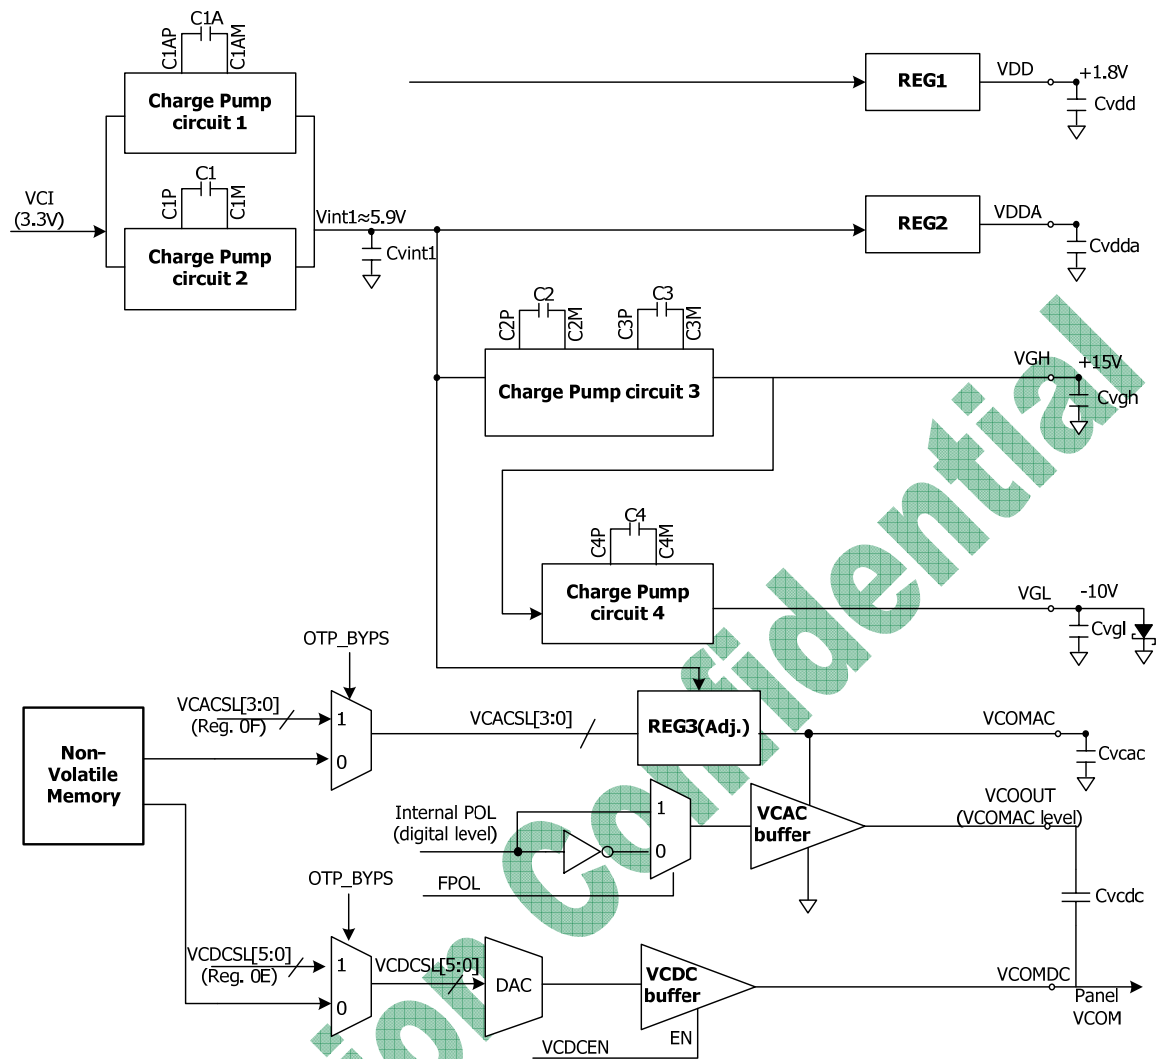 C1A
C1AP
C1AM
Charge Pump
circuit 1
REG1
VDD
+1.8V
Cvdd
VCI
(3.3V)
C1
C1P
C1M
Charge Pump
circuit 2
Vint1≈5.9V
Cvint1
REG2
VDDA
Cvdda
C2
C2P
C2M
C3
C3P
C3M
Charge Pump circuit 3
VGH
+15V
Cvgh
C4
C4P
C4M
Charge Pump
circuit 4
VGL
-10V
Cvgl
OTP_BYPS
VCACSL[3:0]
(Reg. 0F)
1
0
VCACSL[3:0]
REG3(Adj.)
VCOMAC
Cvcac
Non-
Volatile
Memory
Internal POL
(digital level)
1
0
FPOL
VCAC
buffer
VCOOUT
(VCOMAC level)
Cvcdc
OTP_BYPS
VCDCSL[5:0]
(Reg. 0E)
1
0
VCDCSL[5:0]
DAC
VCDC
buffer
EN
VCDCEN
VCOMDC
Panel
VCOM
ion Confidential